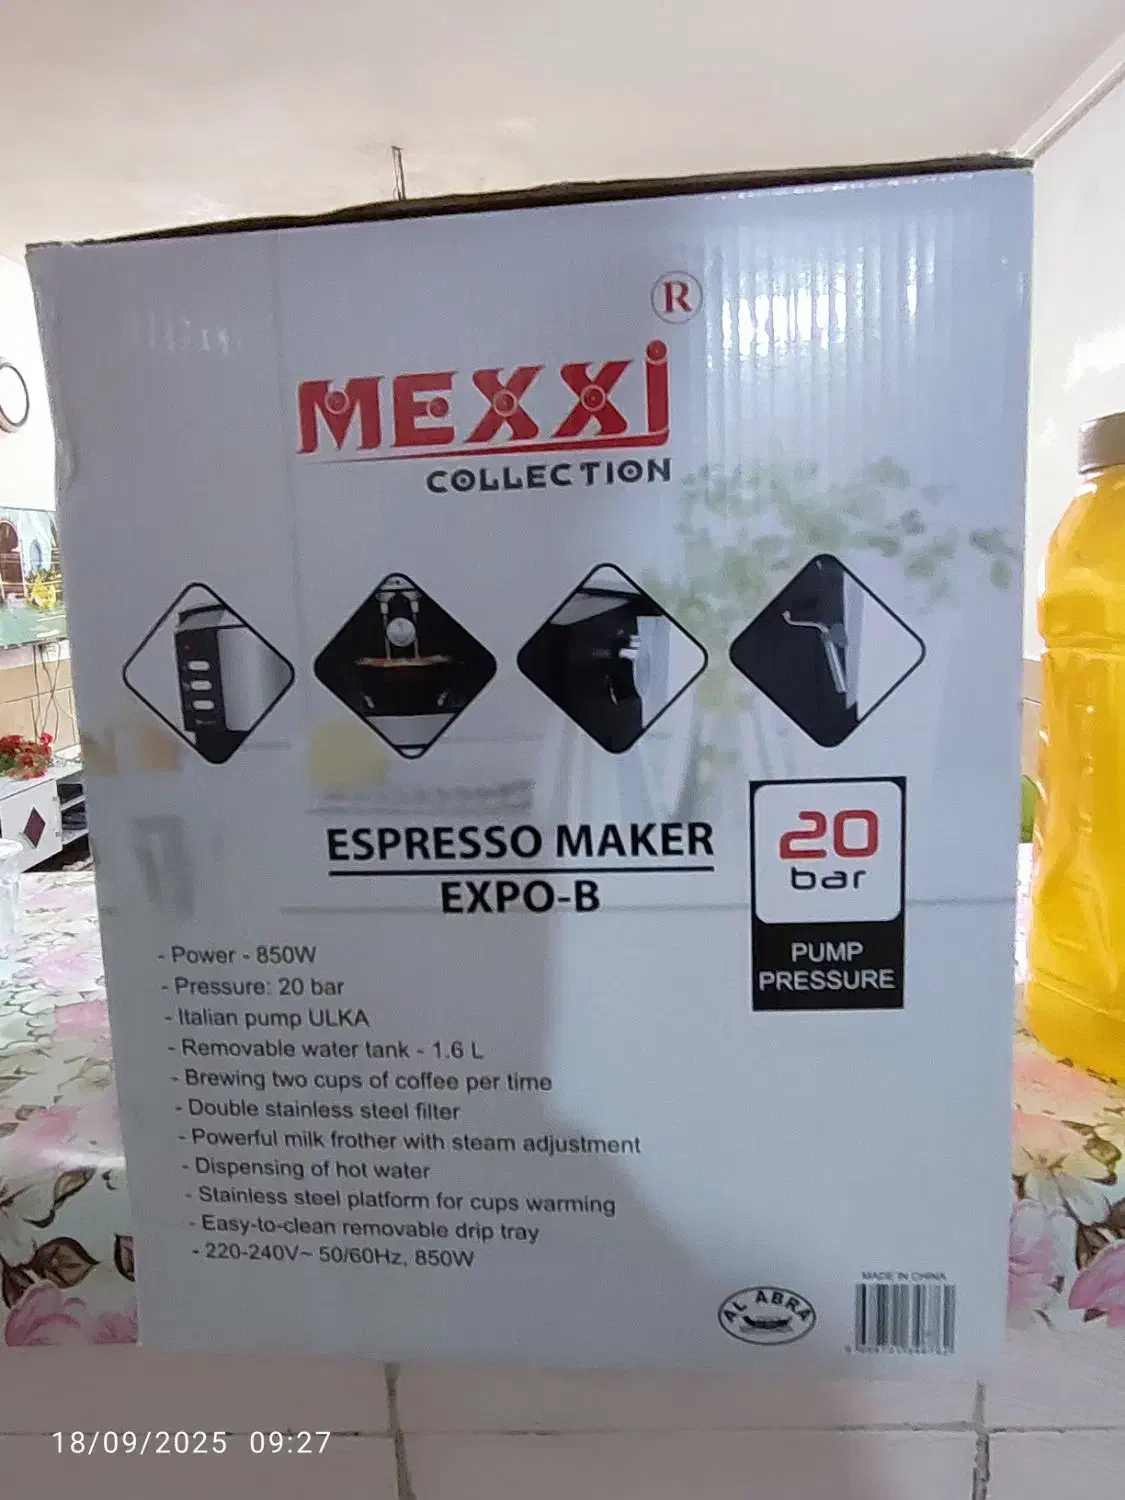 R
MEXXI
COLLECTION
20
bar
PUMP
PRESSURE
ESPRESSO MAKER
EXPO-B
- Power - 850W
- Pressure: 20 bar
- Italian pump ULKA
- Removable water tank - 1.6 L
- Brewing two cups of coffee per time
- Double stainless steel filter
- Powerful milk frother with steam adjustment
- Dispensing of hot water
- Stainless steel platform for cups warming
- Easy-to-clean removable drip tray
- 220-240V~ 50/60Hz, 850W
AL ABRA
MADE IN CHINA
18/09/2025 09:27